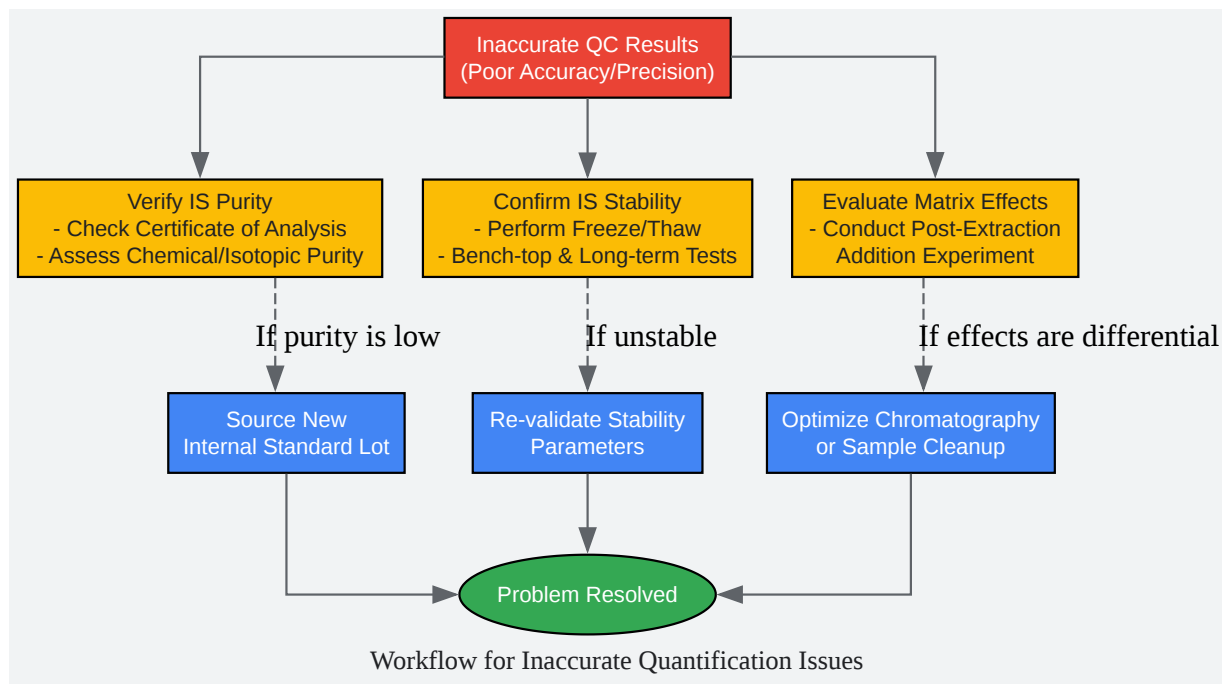 Inaccurate QC Results
(Poor Accuracy/Precision)
Verify IS Purity
- Check Certificate of Analysis
- Assess Chemical/Isotopic Purity
Confirm IS Stability
- Perform Freeze/Thaw
- Bench-top & Long-term Tests
Evaluate Matrix Effects
- Conduct Post-Extraction
Addition Experiment
If purity is low
If unstable
If effects are differential
Source New
Internal Standard Lot
Re-validate Stability
Parameters
Optimize Chromatography
or Sample Cleanup
Problem Resolved
Workflow for Inaccurate Quantification Issues